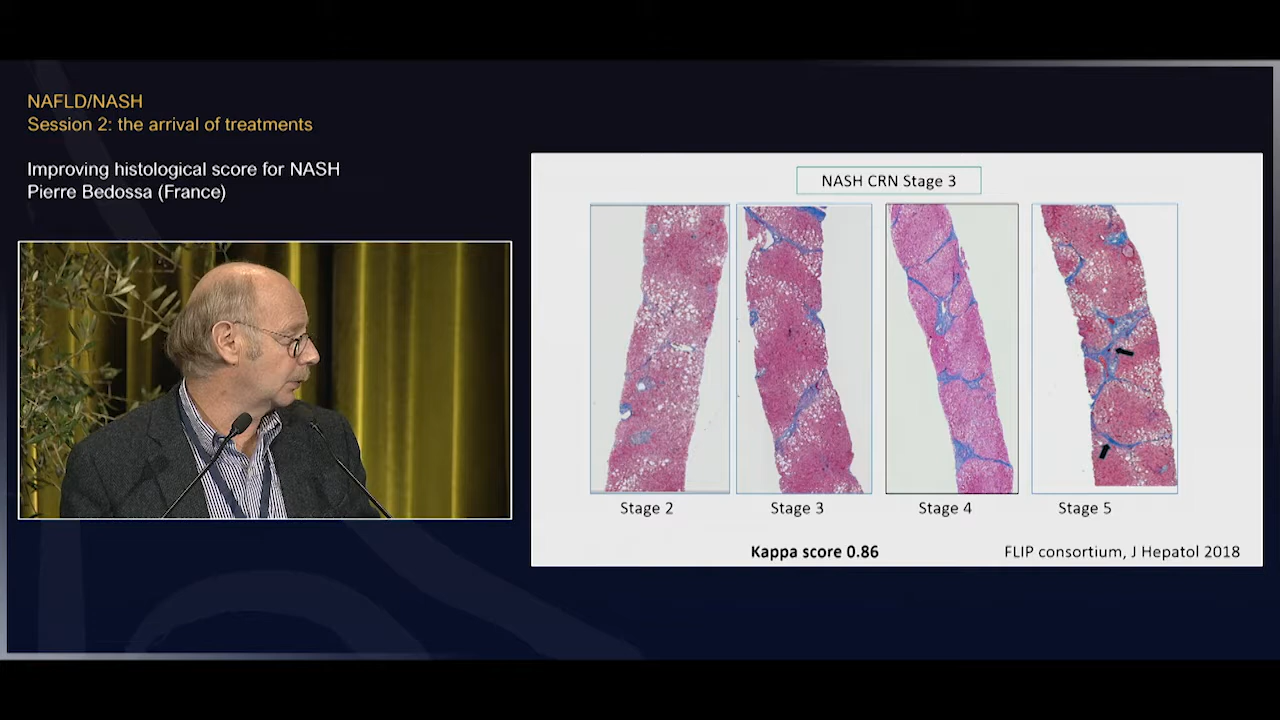 NAFLD/NASH
Session 2: the arrival of treatments
Improving histological score for NASH
Pierre Bedossa (France)
NASH CRN Stage 3
Stage 2
Stage 3
Stage 4
Stage 5
Kappa score 0.86
FLIP consortium, J Hepatol 2018